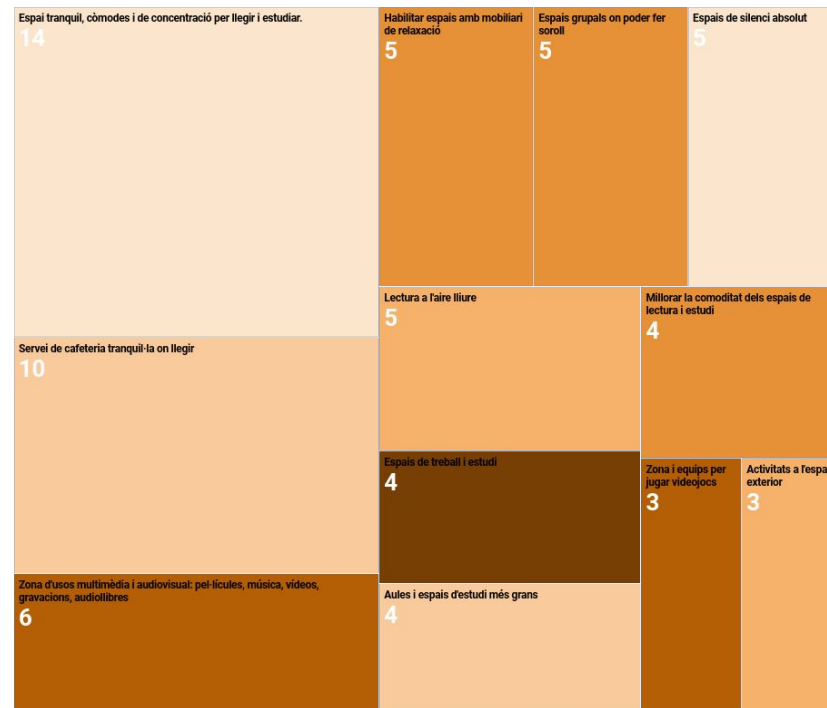 Espai tranquil, còmodes i de concentració per llegir i estudiar.
14
Servei de cafeteria tranquil·la on llegir
10
Zona d'usos multimèdia i audiovisual: pel·lícules, música, vídeos,
gravacions, audiollibres
6
Habilitar espais amb mobiliari
de relaxació
5
Espais grupals on poder fer
soroll
5
Espais de silenci absolut
5
Lectura a l'aire lliure
5
Millorar la comoditat dels espais de
lectura i estudi
4
Espais de treball i estudi
4
Aules i espais d'estudi més grans
4
Zona i equips per
jugar videojocs
3
Activitats a l'espa
exterior
3